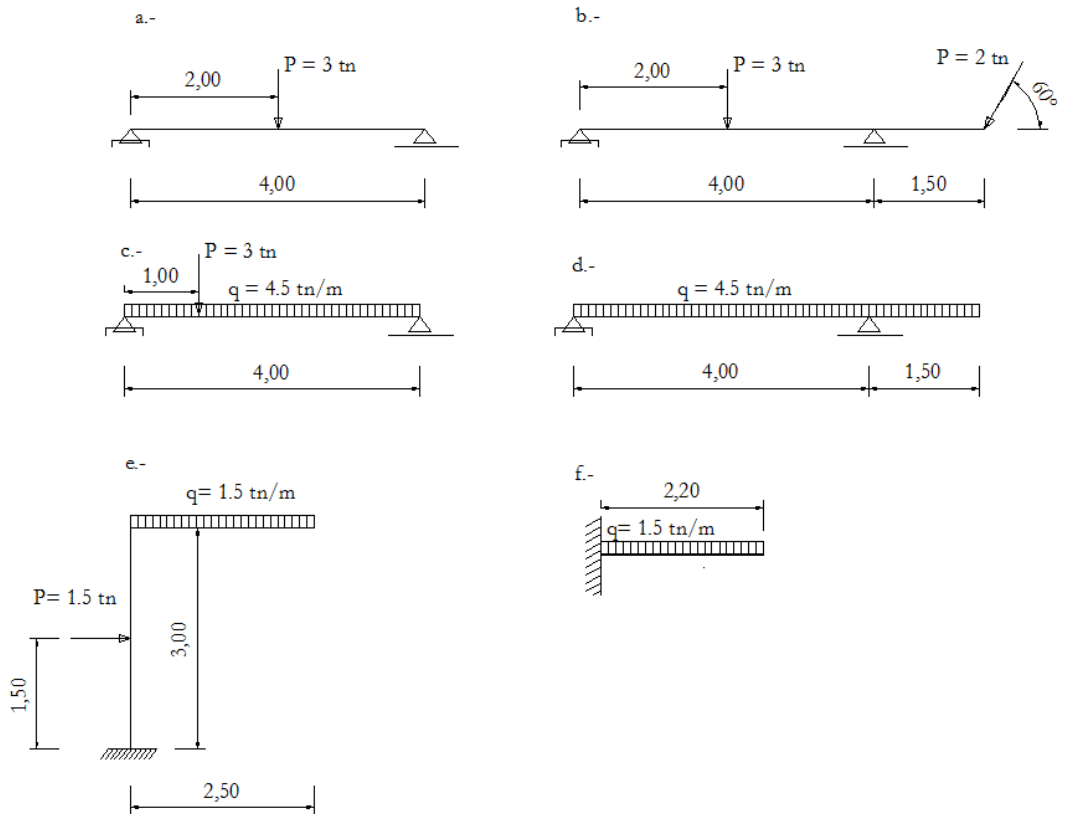 a.-
P = 3 tn
2,00
4,00
b.-
P = 3 tn
P = 2 tn
2,00
60°
4,00
1,50
c.-
P = 3 tn
1,00
q = 4.5 tn/m
4,00
d.-
q = 4.5 tn/m
4,00
1,50
e.-
q= 1.5 tn/m
P= 1.5 tn
3,00
1,50
2,50
f.-
2,20
q= 1.5 tn/m